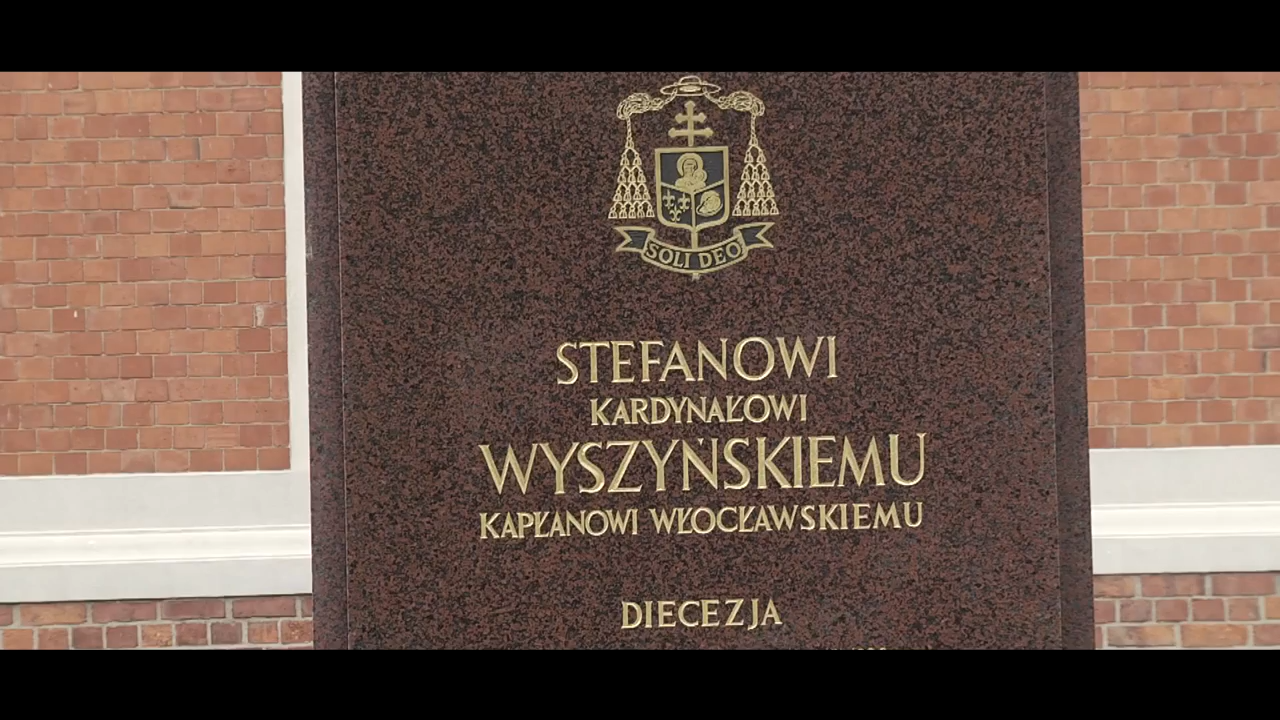 SOLI DEO
STEFANOWI
KARDYNAŁOWI
WYSZYŃSKIEMU
KAPŁANOWI WŁOCŁAWSKIEMU
DIECEZJA